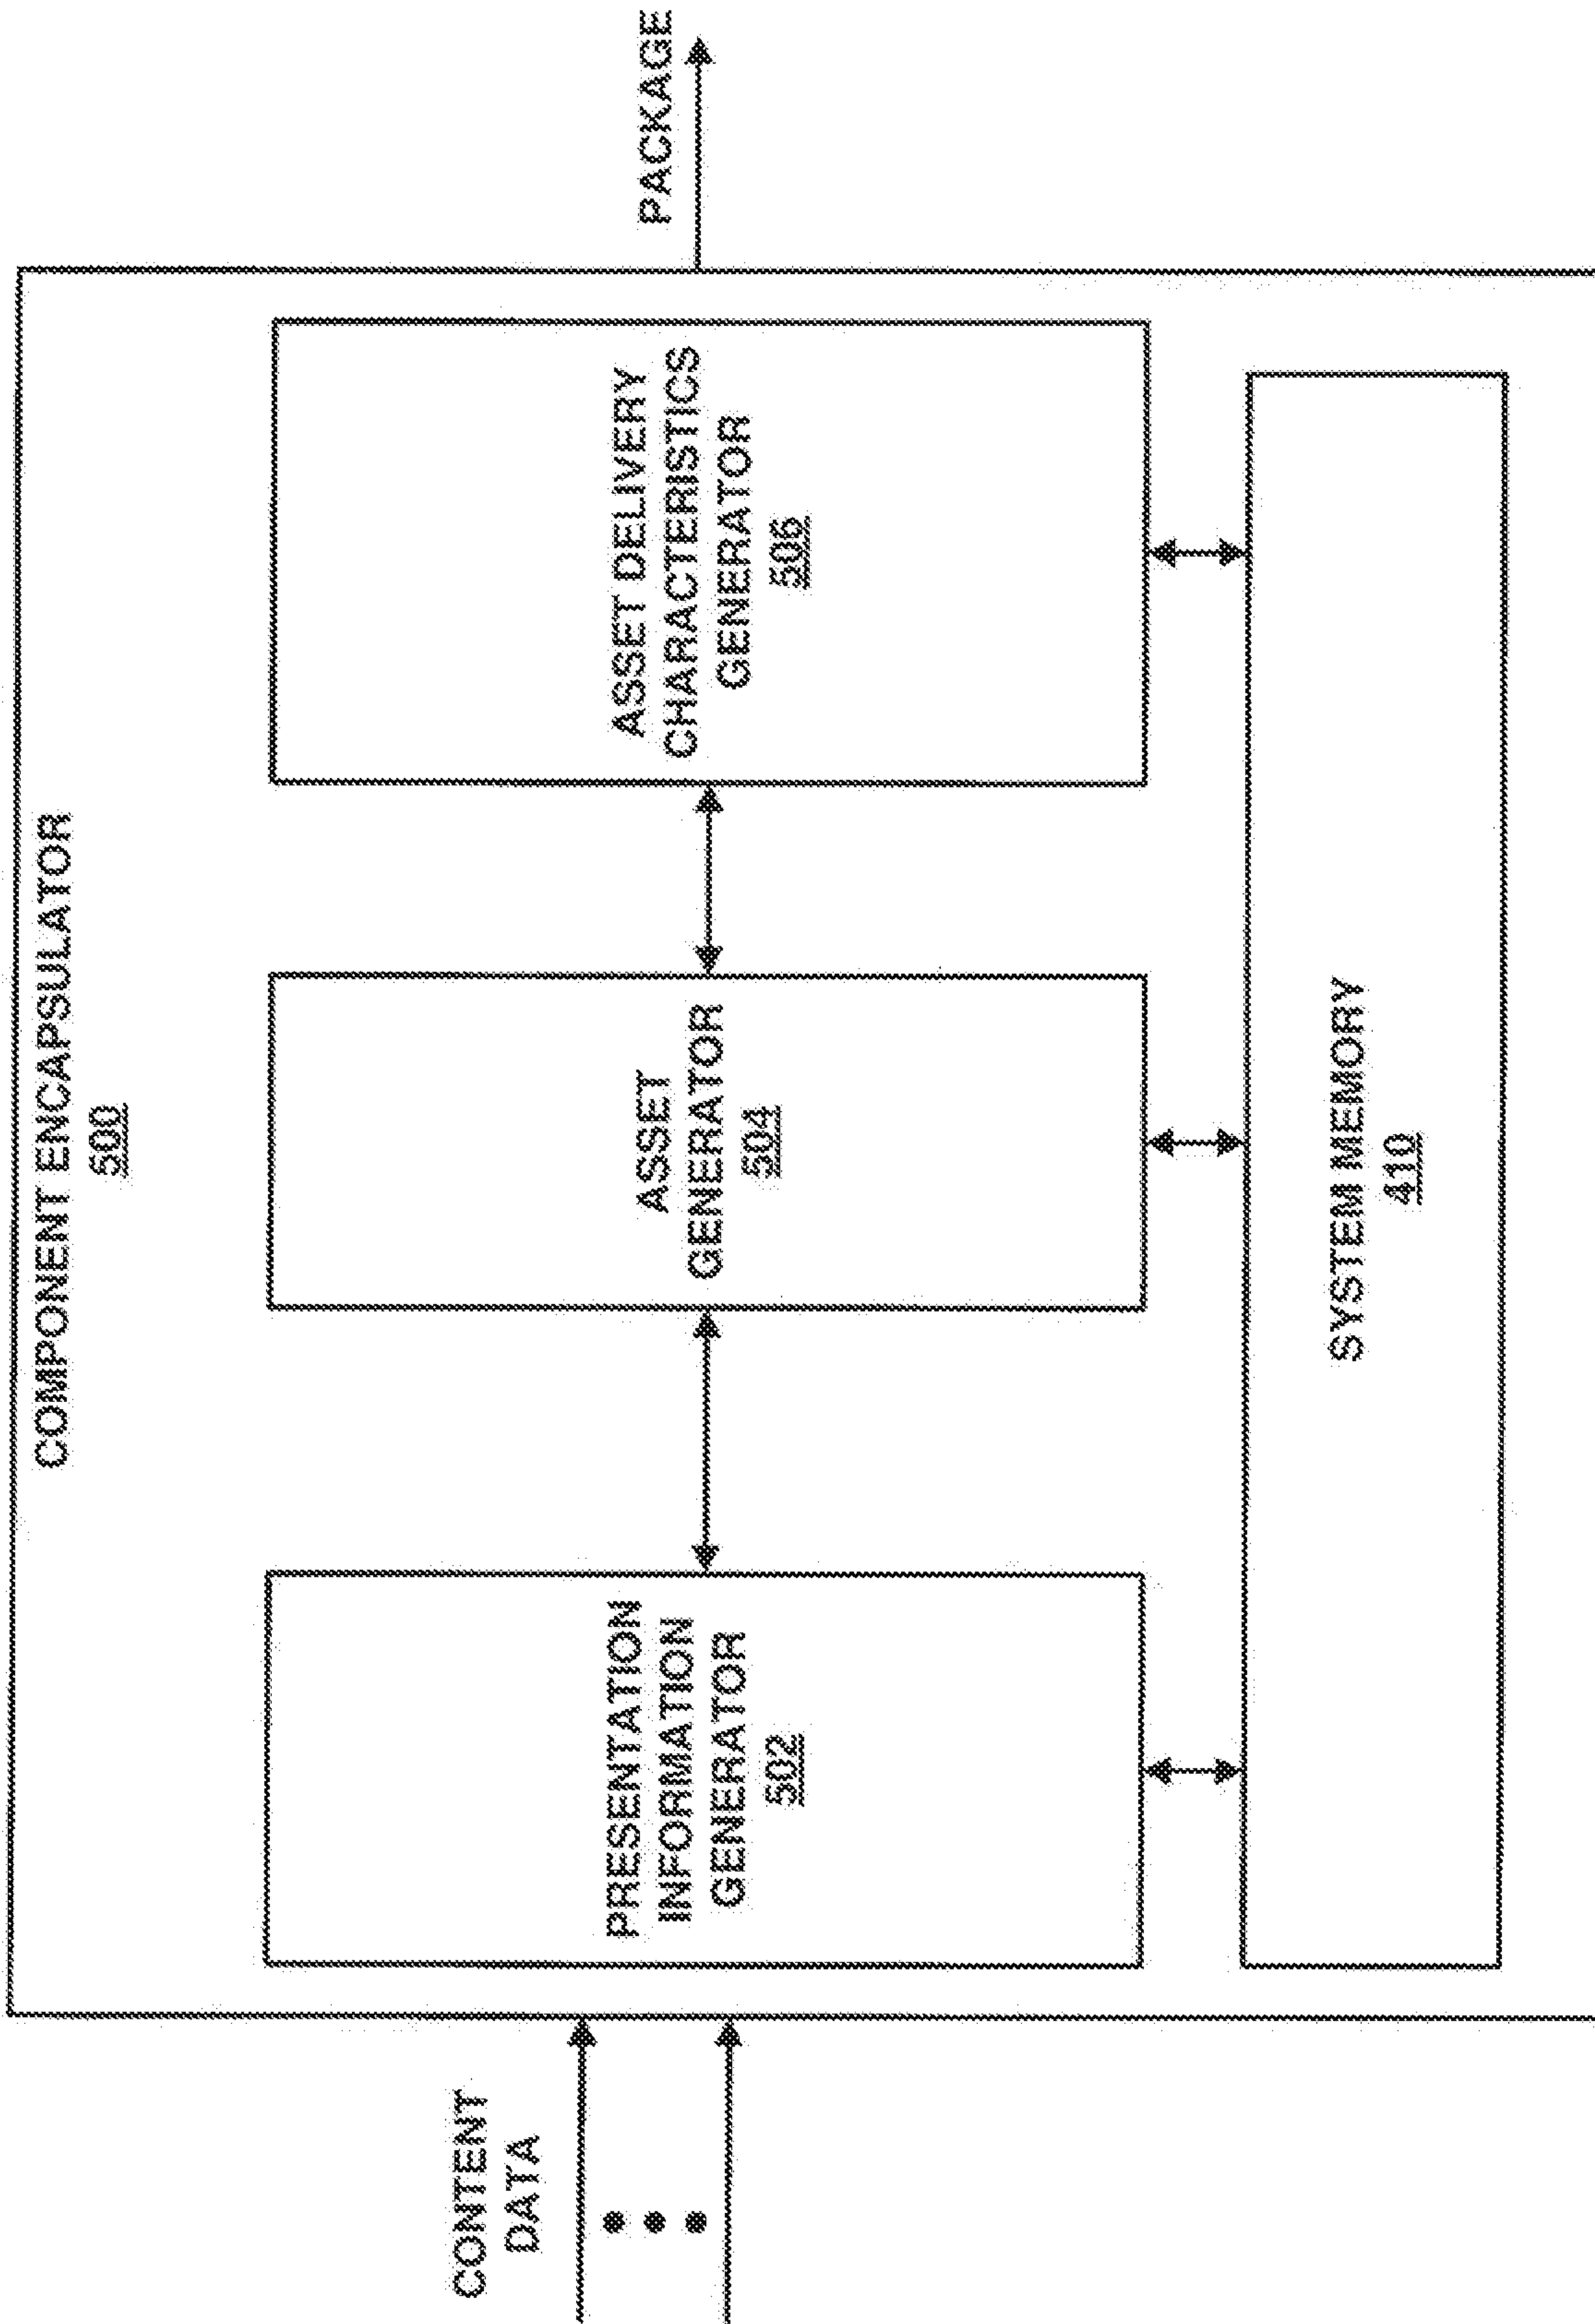 COMPONENT ENCAPSULATOR
500
CONTENT
DATA
PRESENTATION
INFORMATION
GENERATOR
502
ASSET
GENERATOR
504
ASSET DELIVERY
CHARACTERISTICS
GENERATOR
506
PACKAGE
SYSTEM MEMORY
410